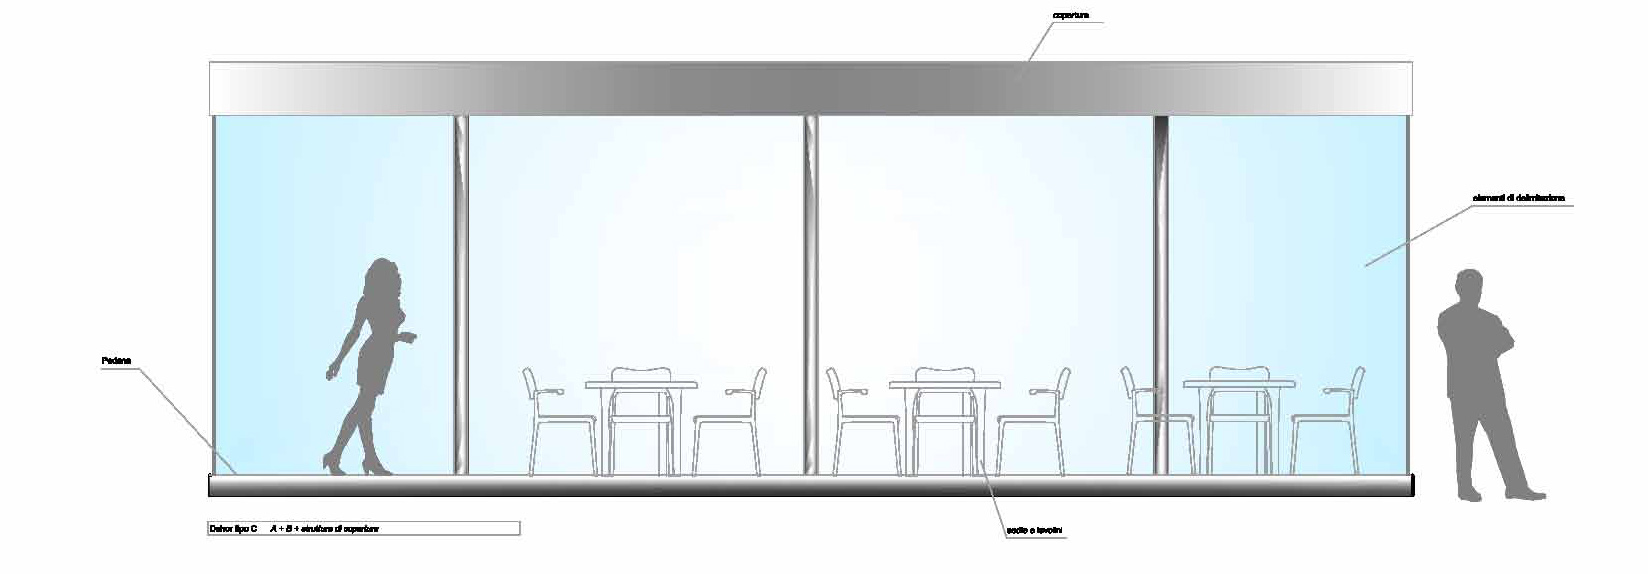 copertura
elementi di delimitazione
Pedana
Dehor tipo C A + B + struttura di copertura
sedie e tavolini